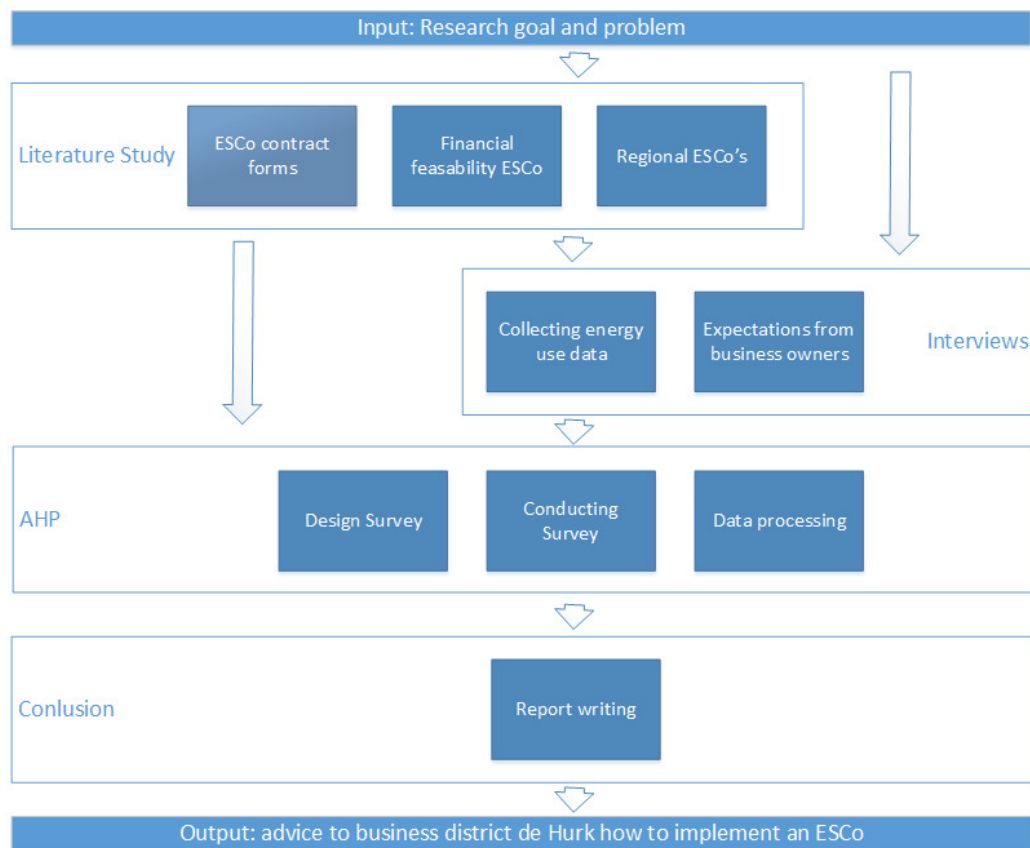 Input: Research goal and problem
Literature Study
ESCo contract
forms
Financial
feasability ESCo
Regional ESCo's
Collecting energy
use data
Expectations from
business owners
Interviews
AHP
Design Survey
Conducting
Survey
Data processing
Conlusion
Report writing
Output: advice to business district de Hurk how to implement an ESCo